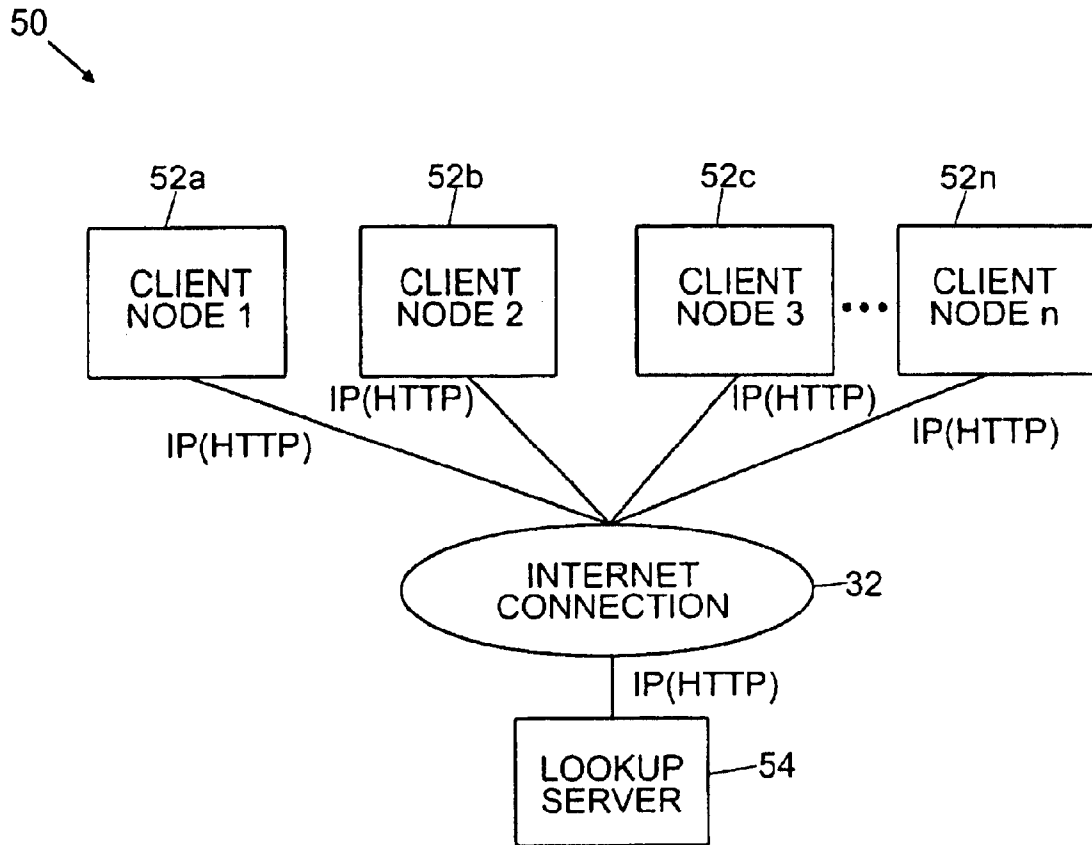 50
52a 52b 52c 52n
CLIENT NODE 1
CLIENT NODE 2
CLIENT NODE 3
•••
CLIENT NODE n
IP(HTTP)
IP(HTTP)
IP(HTTP)
IP(HTTP)
INTERNET
CONNECTION
32
IP(HTTP)
LOOKUP
SERVER
54